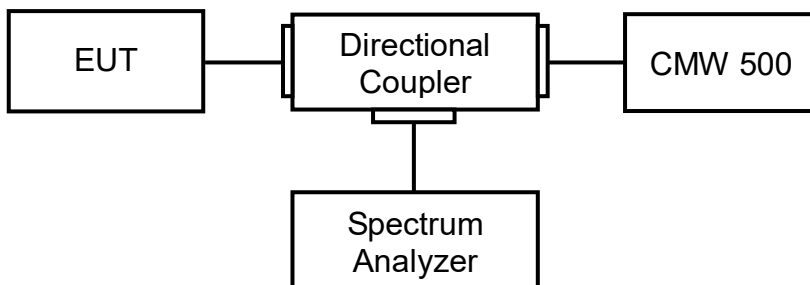 EUT
Directional
Coupler
CMW 500
Spectrum
Analyzer